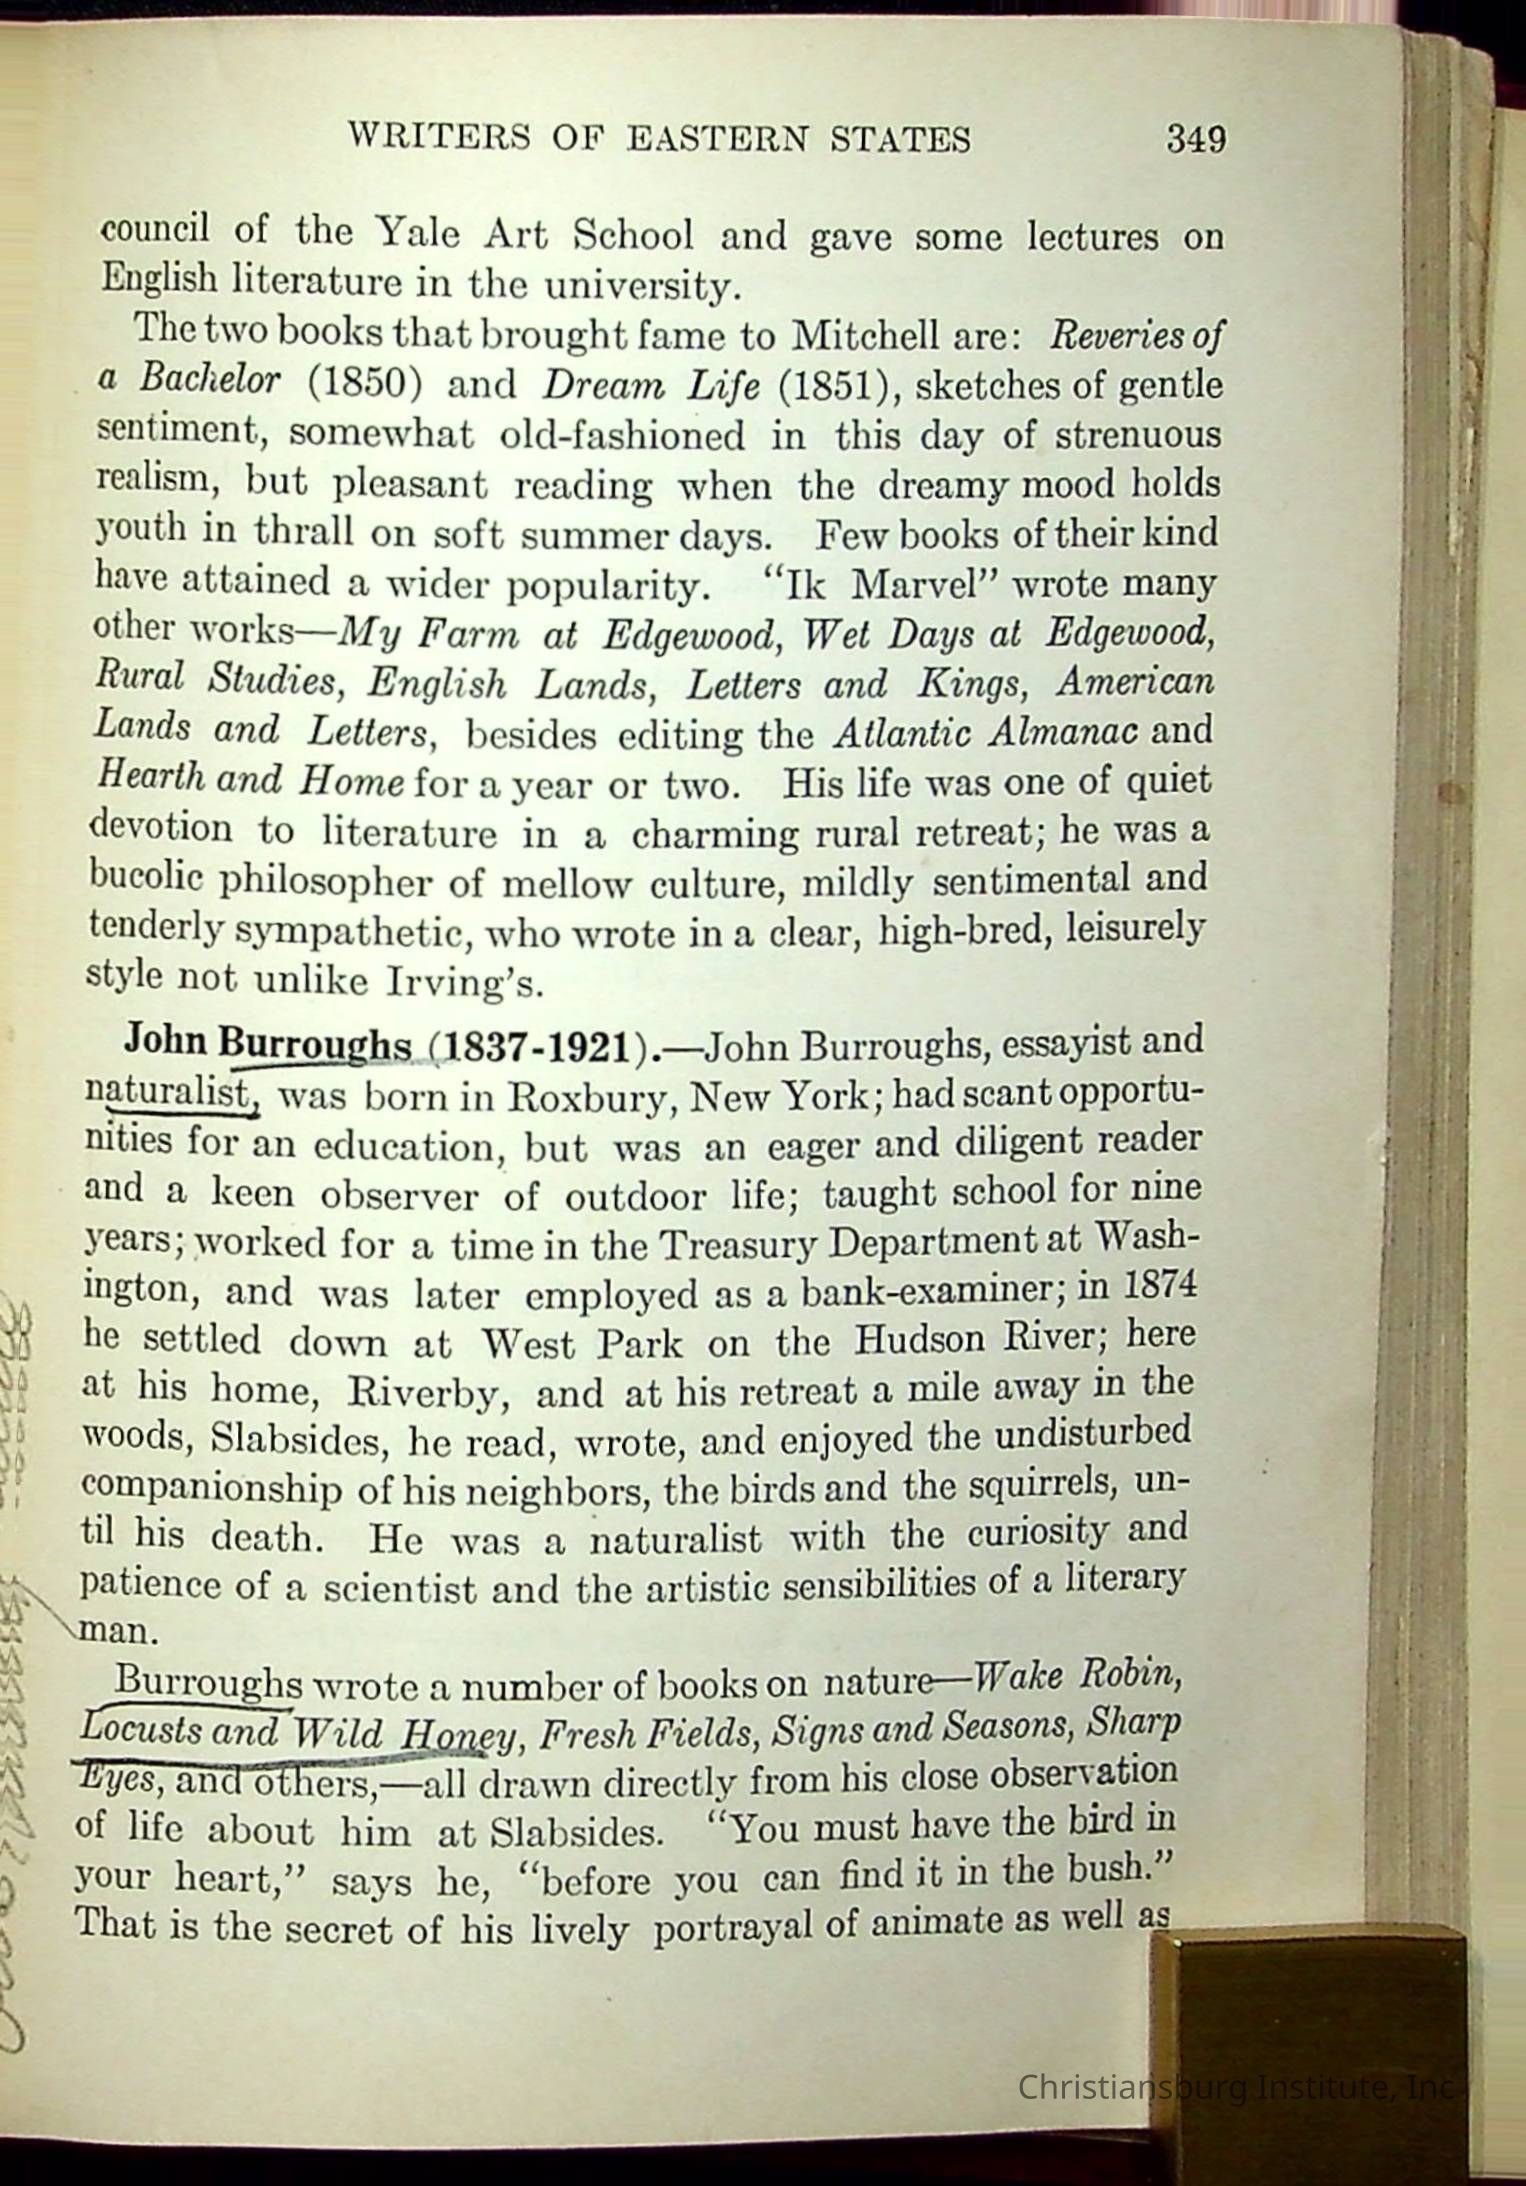 WRITERS OF EASTERN STATES 349
council of the Yale Art School and gave some lectures on
English literature in the university.
The two books that brought fame to Mitchell are: Reveries of
a Bachelor (1850) and Dream Life (1851), sketches of gentle
sentiment, somewhat old-fashioned in this day of strenuous
realism, but pleasant reading when the dreamy mood holds
youth in thrall on soft summer days. Few books of their kind
have attained a wider popularity. “Ik Marvel” wrote many
other works—My Farm at Edgewood, Wet Days at Edgewood,
Rural Studies, English Lands, Letters and Kings, American
Lands and Letters, besides editing the Atlantic Almanac and
Hearth and Home for a year or two. His life was one of quiet
devotion to literature in a charming rural retreat; he was a
bucolic philosopher of mellow culture, mildly sentimental and
tenderly sympathetic, who wrote in a clear, high-bred, leisurely
style not unlike Irving’s.
John Burroughs (1837-1921).—John Burroughs, essayist and
naturalist, was born in Roxbury, New York; had scant opportu-
nities for an education, but was an eager and diligent reader
and a keen observer of outdoor life; taught school for nine
years; worked for a time in the Treasury Department at Wash-
ington, and was later employed as a bank-examiner; in 1874
he settled down at West Park on the Hudson River; here
at his home, Riverby, and at his retreat a mile away in the
woods, Slabsides, he read, wrote, and enjoyed the undisturbed
companionship of his neighbors, the birds and the squirrels, un-
til his death. He was a naturalist with the curiosity and
patience of a scientist and the artistic sensibilities of a literary
man.
Burroughs wrote a number of books on nature—Wake Robin,
Locusts and Wild Honey, Fresh Fields, Signs and Seasons, Sharp
Eyes, and others,—all drawn directly from his close observation
of life about him at Slabsides. “You must have the bird in
your heart,” says he, “before you can find it in the bush.”
That is the secret of his lively portrayal of animate as well as
Christiansburg Institute, Inc